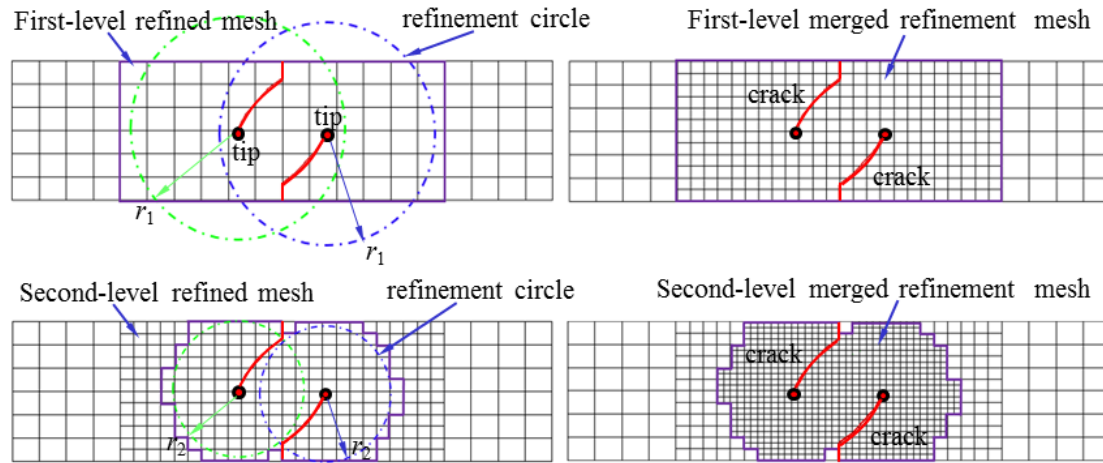 First-level refined mesh
refinement circle
tip
tip
r1
r1
First-level merged refinement mesh
crack
crack
Second-level refined mesh
refinement circle
r2
r2
Second-level merged refinement mesh
crack
crack